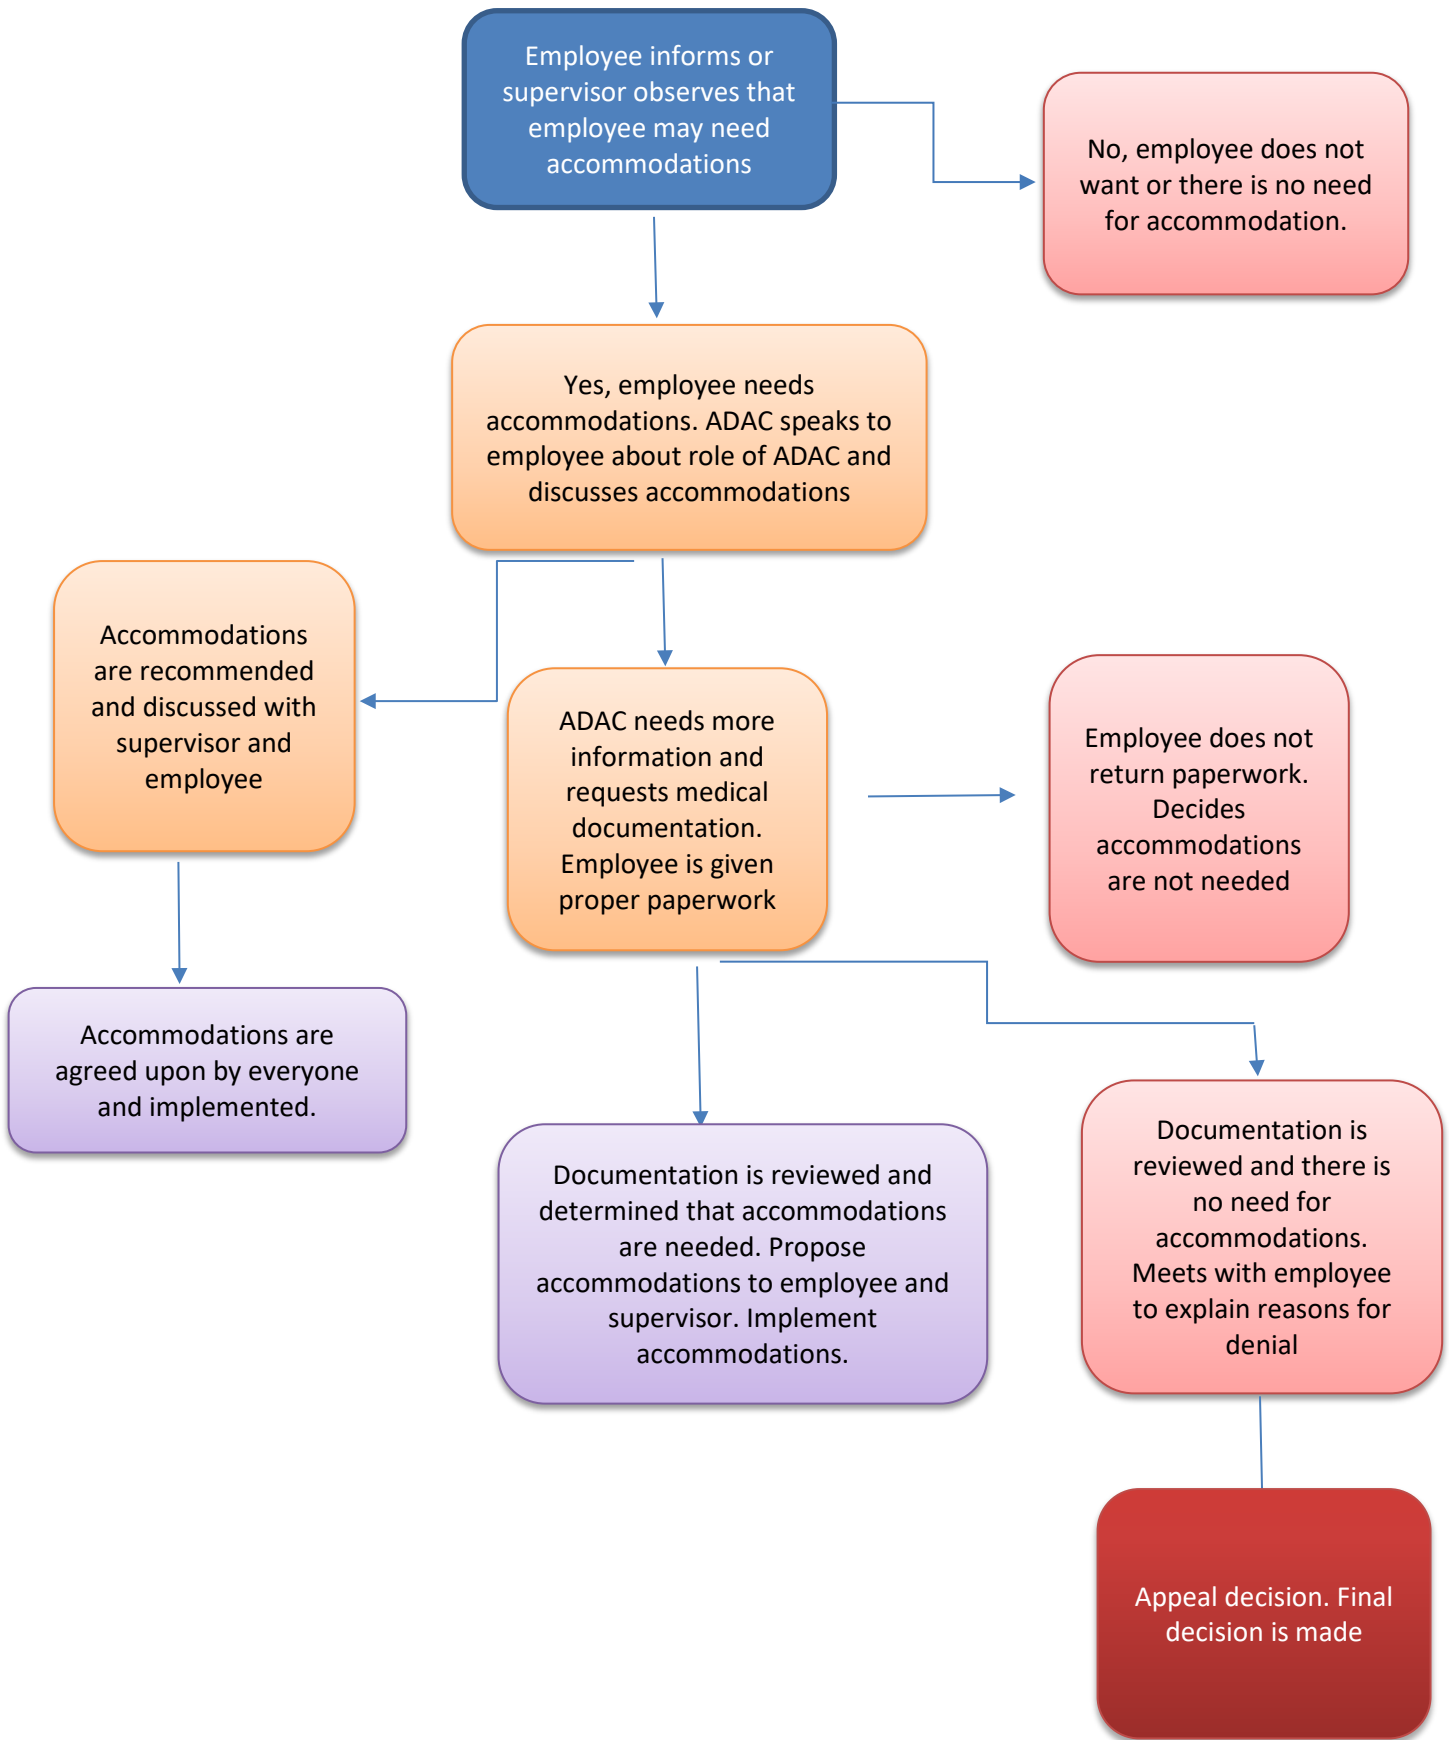 Employee informs or
supervisor observes that
employee may need
accommodations
No, employee does not
want or there is no need
for accommodation.
Yes, employee needs
accommodations. ADAC speaks to
employee about role of ADAC and
discusses accommodations
Accommodations
are recommended
and discussed with
supervisor and
employee
ADAC needs more
information and
requests medical
documentation.
Employee is given
proper paperwork
Employee does not
return paperwork.
Decides
accommodations
are not needed
Accommodations are
agreed upon by everyone
and implemented.
Documentation is reviewed and
determined that accommodations
are needed. Propose
accommodations to employee and
supervisor. Implement
accommodations.
Documentation is
reviewed and there is
no need for
accommodations.
Meets with employee
to explain reasons for
denial
Appeal decision. Final
decision is made